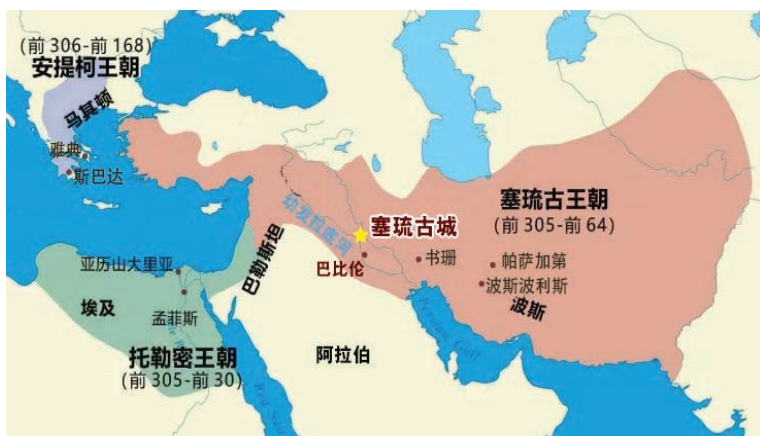 (前 306-前 168)
安提柯王朝
马其顿
雅典
斯巴达
塞琉古王朝
(前 305-前 64)
幼发拉底河
塞琉古城
巴比伦
书珊
帕萨加第
波斯波利斯
波斯
巴勒斯坦
亚历山大里亚
埃及
孟菲斯
托勒密王朝
(前 305-前 30)
阿拉伯
Persian Gulf
Red Sea